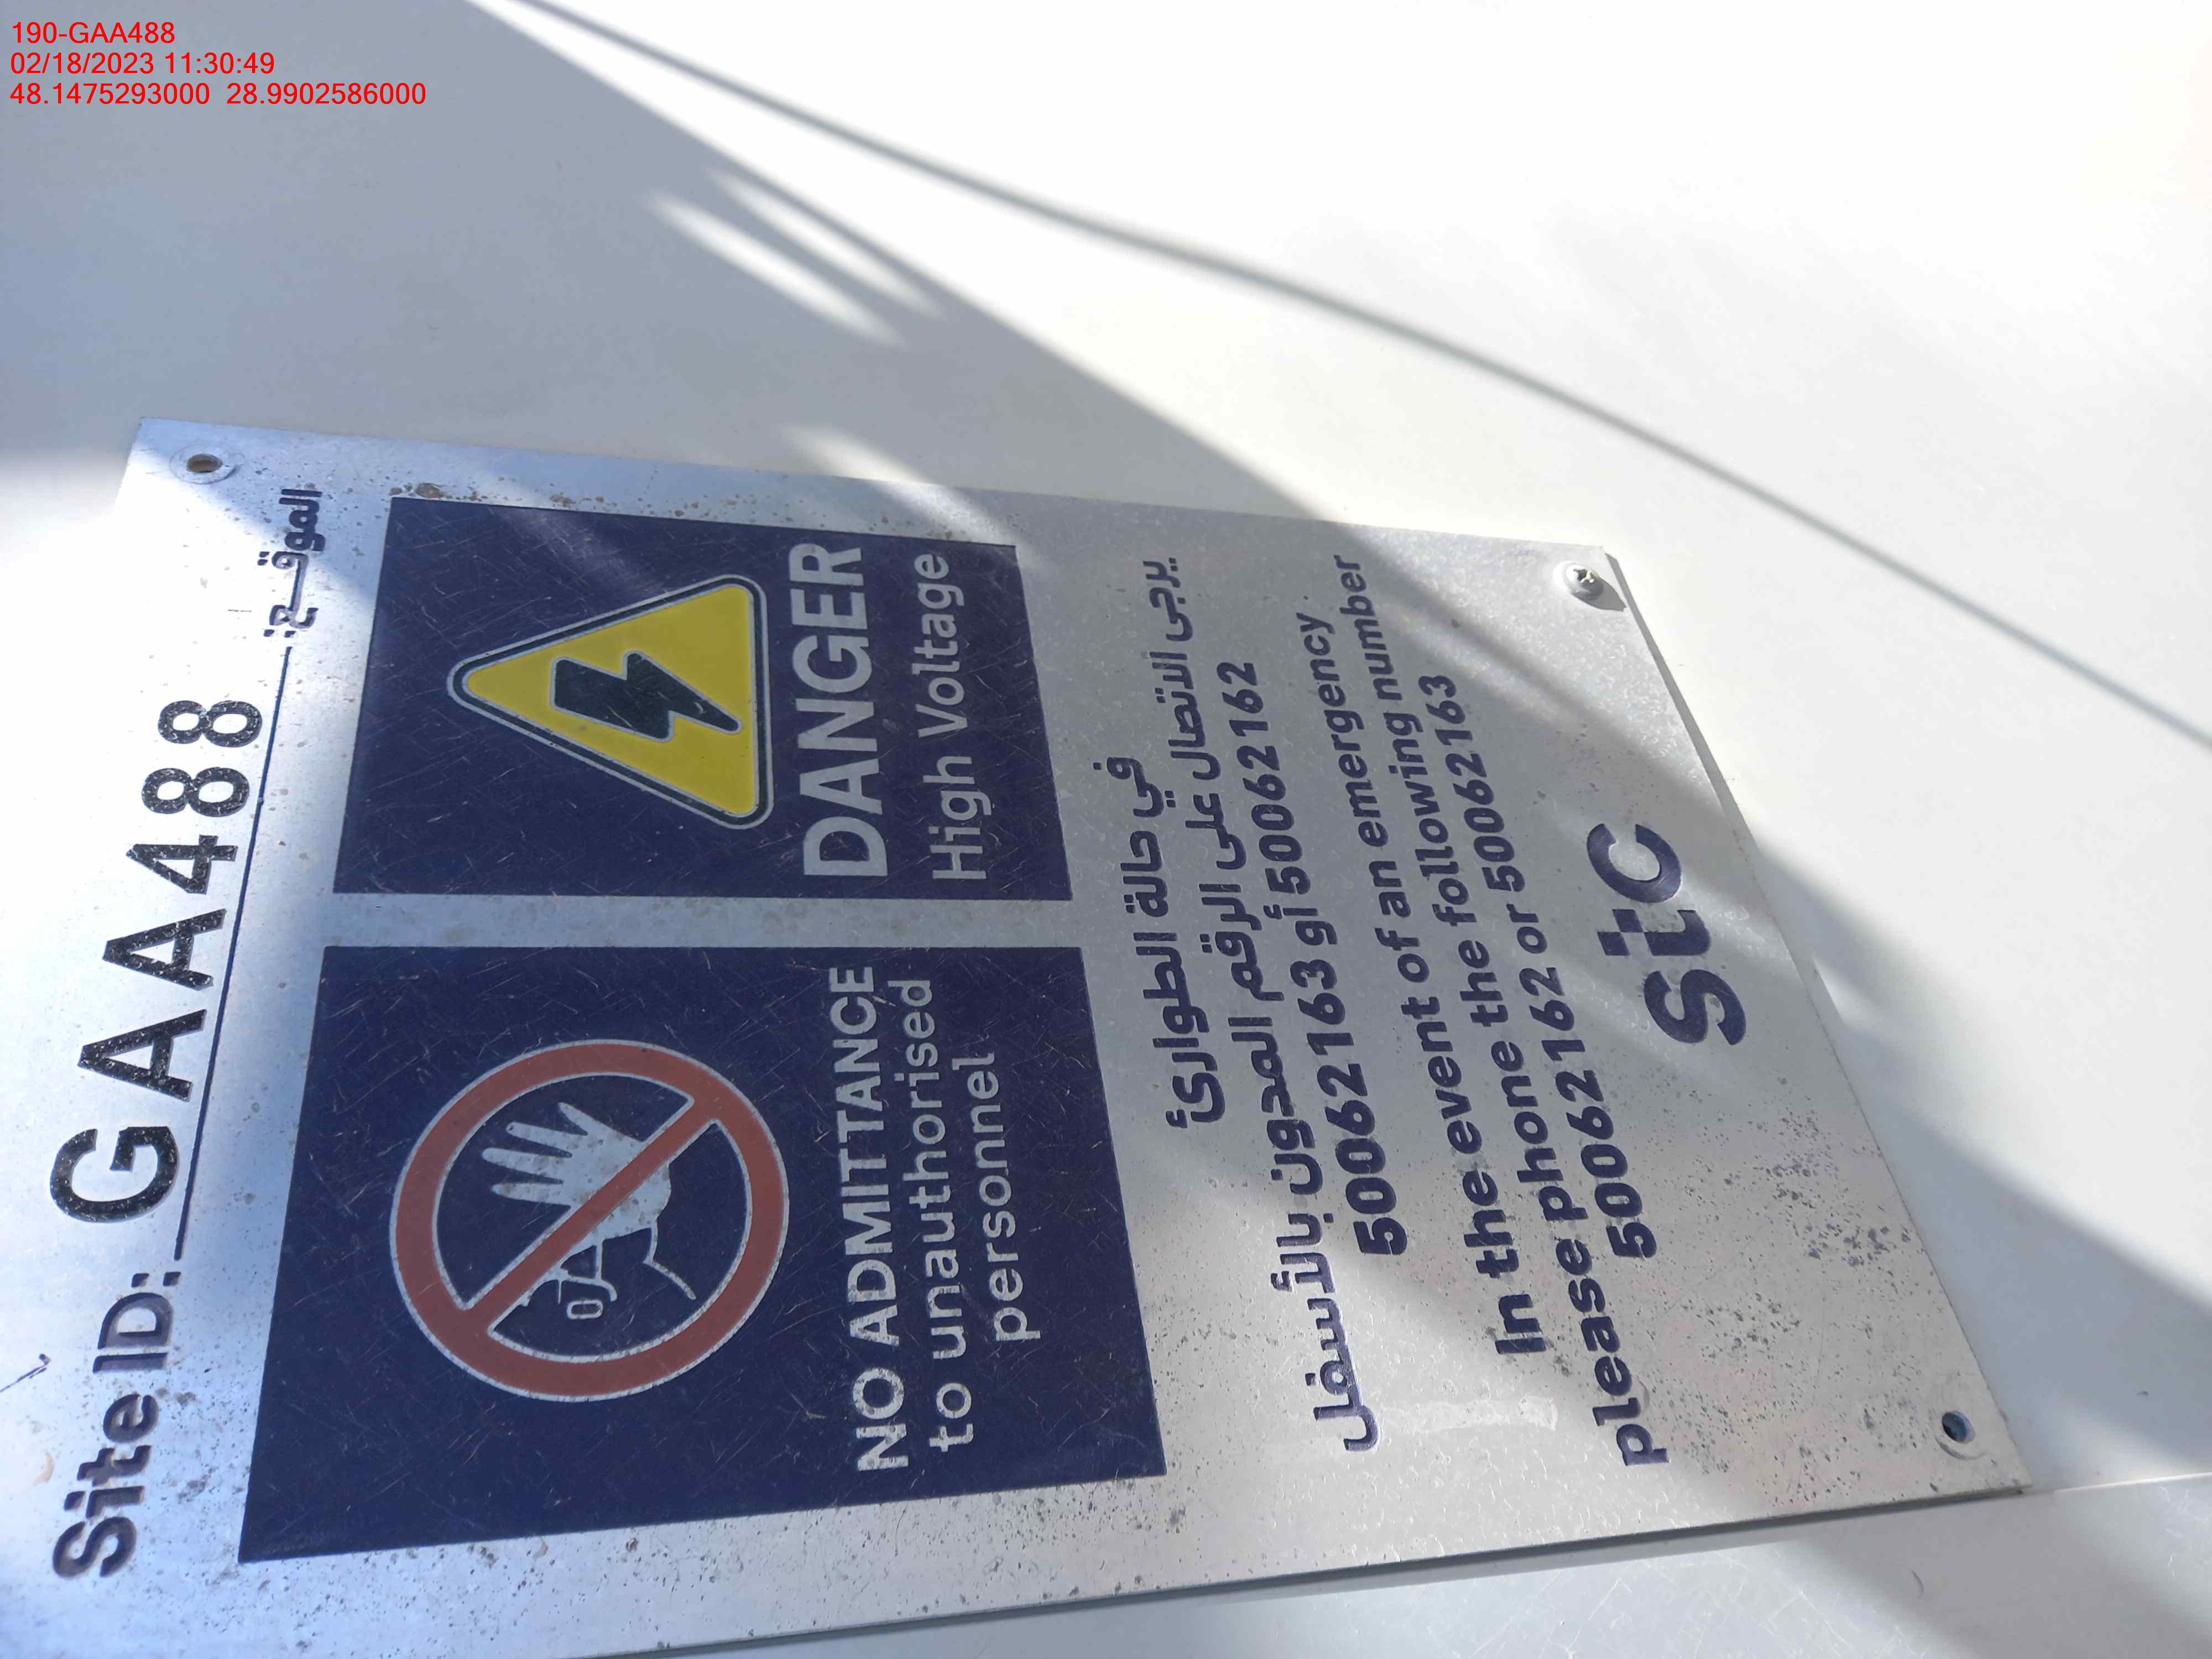 190-GAA488
02/18/2023 11:30:49
48.1475293000 28.9902586000
Site ID: GAA488 الموقع:
NO ADMITTANCE
to unauthorised
personnel
DANGER
High Voltage
في حالة الطوارئ
يرجى الاتصال على الرقم المدون بالأسفل
50062163 أو 50062162
In the event of an emergency
please phone the following number
50062162 or 50062163
stc